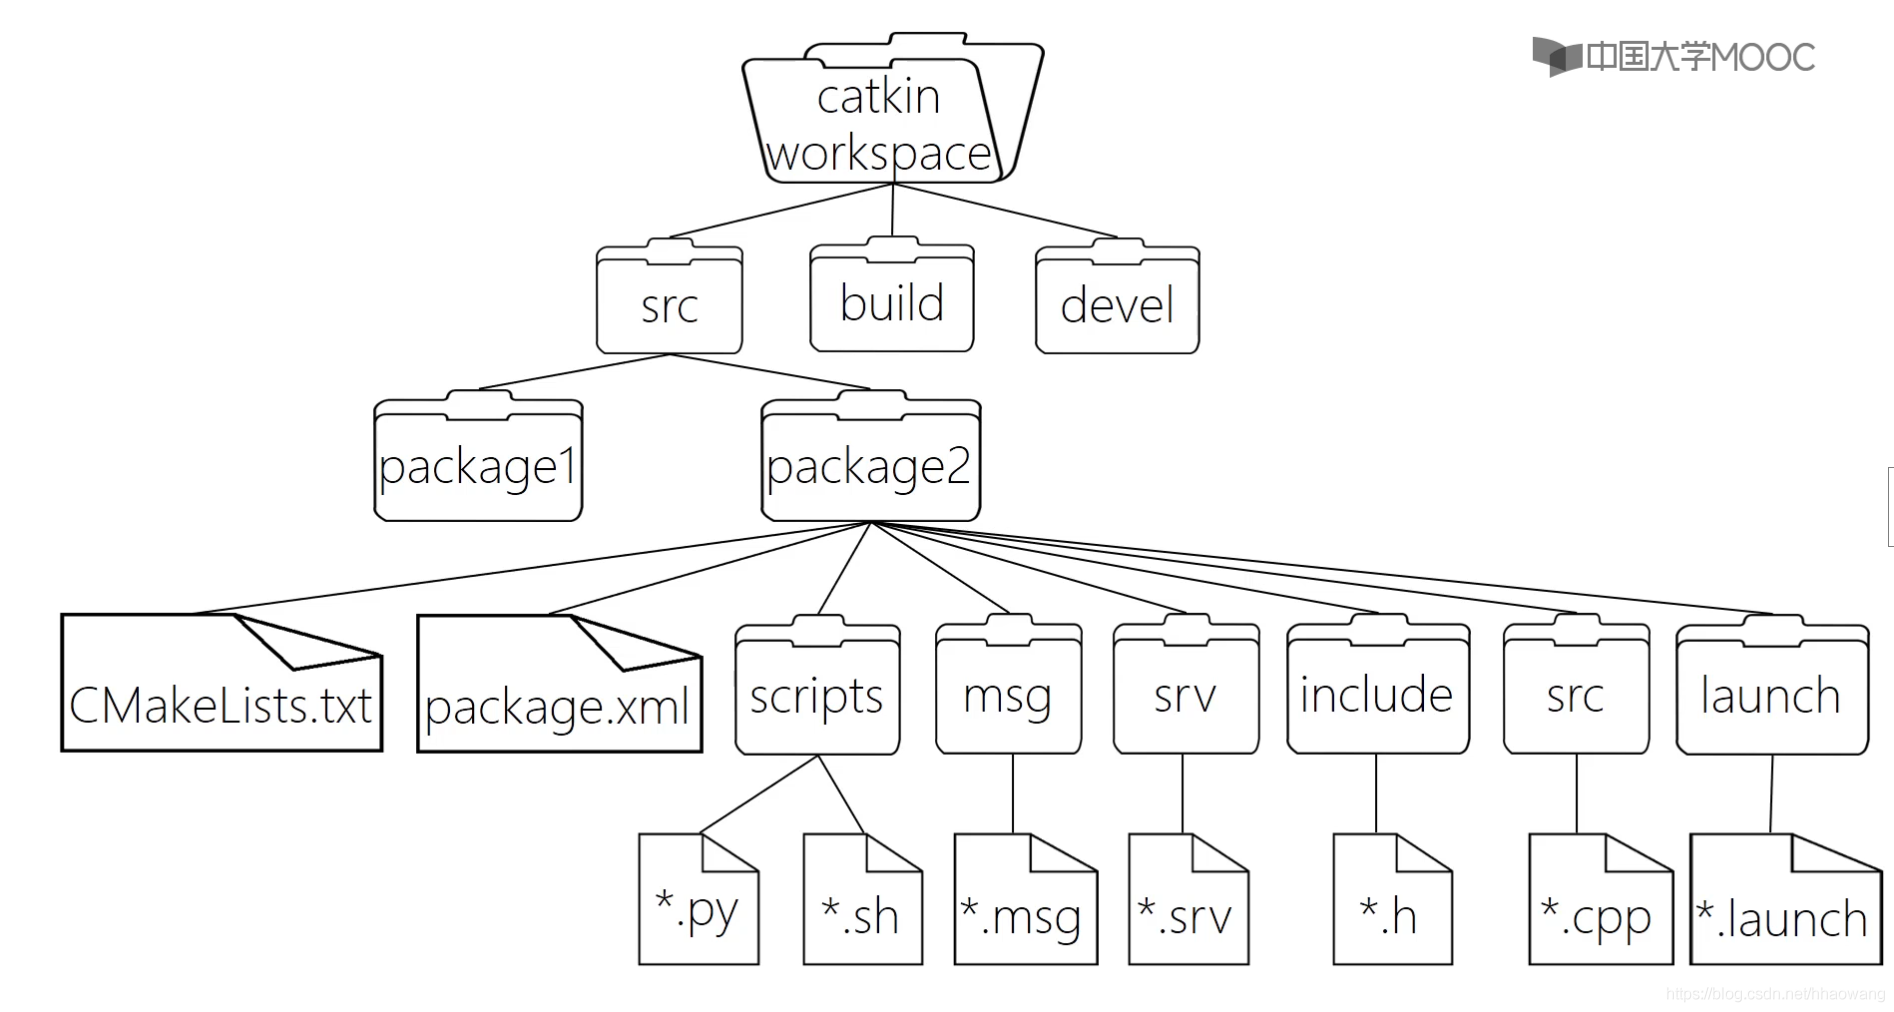 中国大学MOOC
catkin
workspace
src
build
devel
package1
package2
CMakeLists.txt
package.xml
scripts
msg
srv
include
src
launch
*.py
*.sh
*.msg
*.srv
*.h
*.cpp
*.launch
https://blog.csdn.net/hhaowang